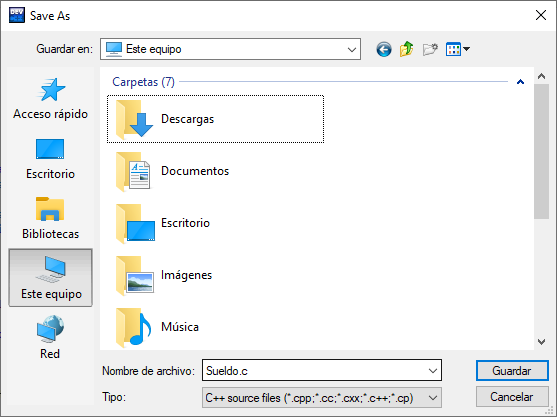 Save As
Guardar en:
Este equipo
Acceso rápido
Escritorio
Bibliotecas
Este equipo
Red
Carpetas (7)
Descargas
Documentos
Escritorio
Imágenes
Música
Nombre de archivo:
Sueldo.c
Guardar
Tipo:
C++ source files (*.cpp;*.cc;*.cxx;*.c++;*.cp)
Cancelar